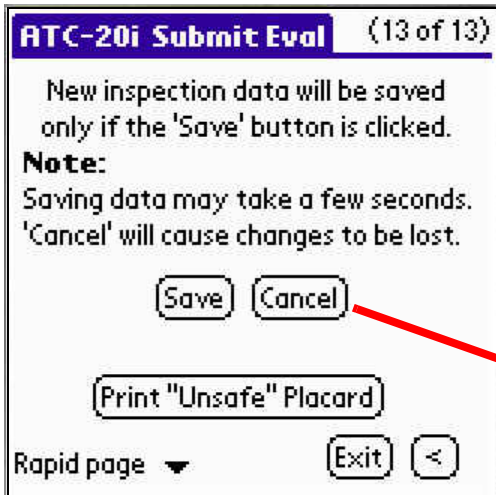 ATC-20i Submit Eval (13 of 13)
New inspection data will be saved
only if the 'Save' button is clicked.
Note:
Saving data may take a few seconds.
'Cancel' will cause changes to be lost.
Save Cancel
Print "Unsafe" Placard
Rapid page Exit <